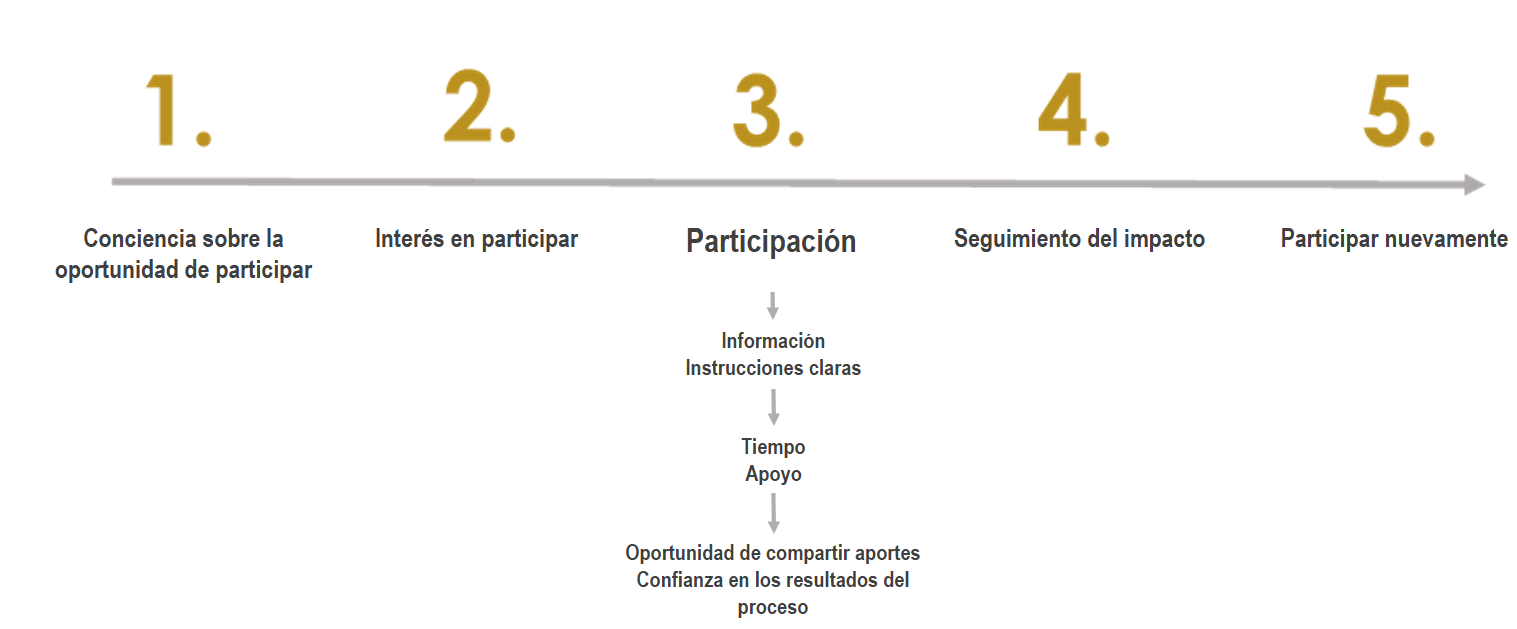 1.
2.
3.
4.
5.
Conciencia sobre la
oportunidad de participar
Interés en participar
Participación
Seguimiento del impacto
Participar nuevamente
Información
Instrucciones claras
Tiempo
Apoyo
Oportunidad de compartir aportes
Confianza en los resultados del
proceso